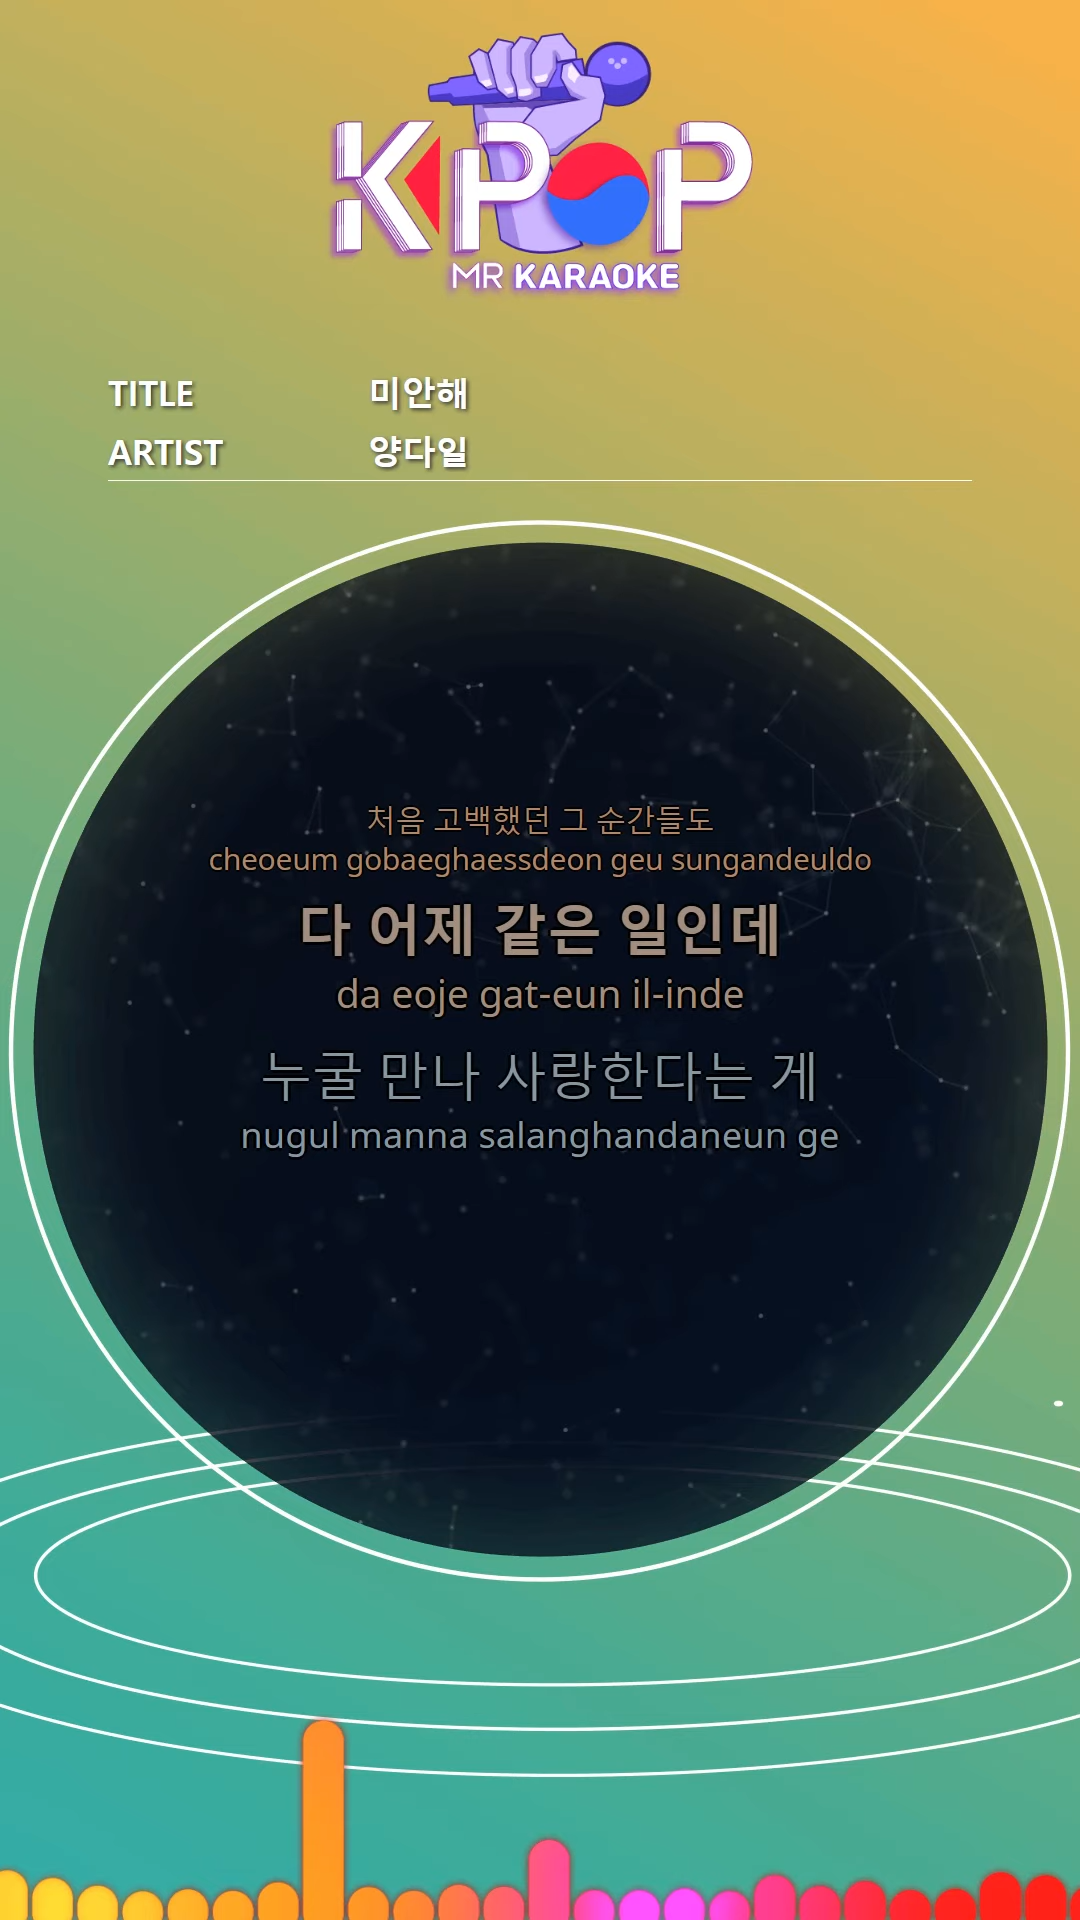 KPOP
MR KARAOKE
TITLE 미안해
ARTIST 양다일
처음 고백했던 그 순간들도
cheoeum gobaeghaessdeon geu sungandeuldo
다 어제 같은 일인데
da eoje gat-eun il-inde
누굴 만나 사랑한다는 게
nugul manna salanghandaneun ge